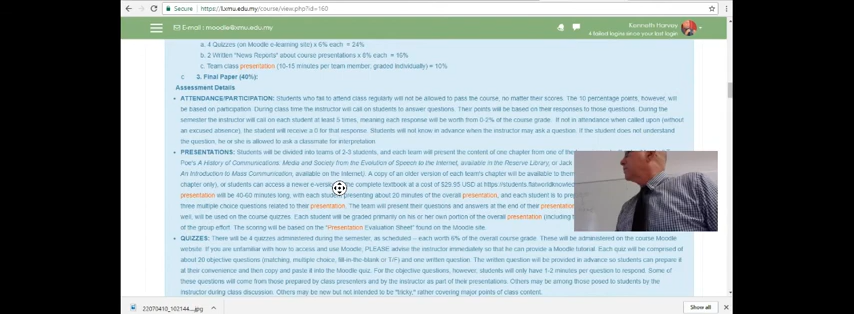 Secure https://l.xmu.edu.my/course/view.php?id=160
E-mail : moodle@xmu.edu.my
Kenneth Harvey
4 failed logins since your last login
a. 4 Quizzes (on Moodle e-learning site) x 6% each = 24%
b. 2 Written "News Reports" about course presentations x 8% each = 16%
c. Team class presentation (10-15 minutes per team member, graded individually) = 10%
c. 3. Final Paper (40%):
Assessment Details
ATTENDANCE/PARTICIPATION: Students who fail to attend class regularly will not be allowed to pass the course, no matter their scores. The 10 percentage points, however, will
be based on participation. During class time the instructor will call on students to answer questions. Their points will be based on their responses to those questions. During the
semester the instructor will call on each student at least 5 times, meaning each response will be worth from 0-2% of the course grade. If not in attendance when called upon (without
an excused absence), the student will receive a 0 for that response. Students will not know in advance when the instructor may ask a question. If the student does not understand
the question, he or she is allowed to ask a classmate for interpretation.
PRESENTATIONS: Students will be divided into teams of 2-3 students, and each team will present the content of one chapter from one of the
Poe's A History of Communications: Media and Society from the Evolution of Speech to the Internet, available in the Reserve Library, or Jack
An Introduction to Mass Communication, available on the Internet). A copy of an older version of each team's chapter will be available to them
chapter only), or students can access a newer e-version the complete textbook at a cost of $29.95 USD at https://students.flatworldknowled
presentation will be 40-60 minutes long, with each student presenting about 20 minutes of the overall presentation, and each student is to prep
three multiple choice questions related to their presentation. The team will present their questions and answers at the end of their presentation
well, will be used on the course quizzes. Each student will be graded primarily on his or her own portion of the overall presentation (including
of the group effort. The scoring will be based on the "Presentation Evaluation Sheet" found on the Moodle site.
QUIZZES: There will be 4 quizzes administered during the semester, as scheduled -- each worth 6% of the overall course grade. These will be administered on the course Moodle
website. If you are unfamiliar with how to access and use Moodle, PLEASE advise the instructor immediately so that he can provide a Moodle tutorial. Each quiz will be comprised of
about 20 objective questions (matching, multiple choice, fill-in-the-blank or T/F) and one written question. The written question will be provided in advance so students can prepare it
at their convenience and then copy and paste it into the Moodle quiz. For the objective questions, however, students will only have 1-2 minutes per question to respond. Some of
these questions will come from those prepared by class presenters and by the instructor as part of their presentations. Others may be among those posed to students by the
instructor during class discussion. Others may be new but not intended to be "tricky," rather covering major points of class content.
22070410_102144....jpg
Show all